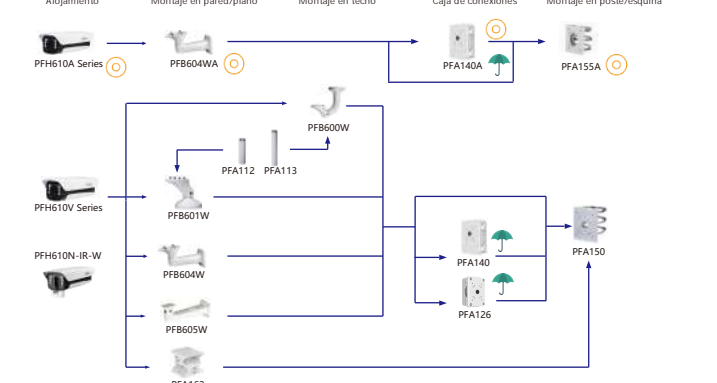 Alojamiento Montaje en pared/plano Montaje en techo Caja de conexiones Montaje en poste/esquina
PFH610A Series PFB604WA PFA140A PFA155A
PFB600W
PFA112 PFA113
PFH610V Series PFB601W
PFH610N-IR-W PFB604W PFA140 PFA150
PFA126
PFB605W
PFA162